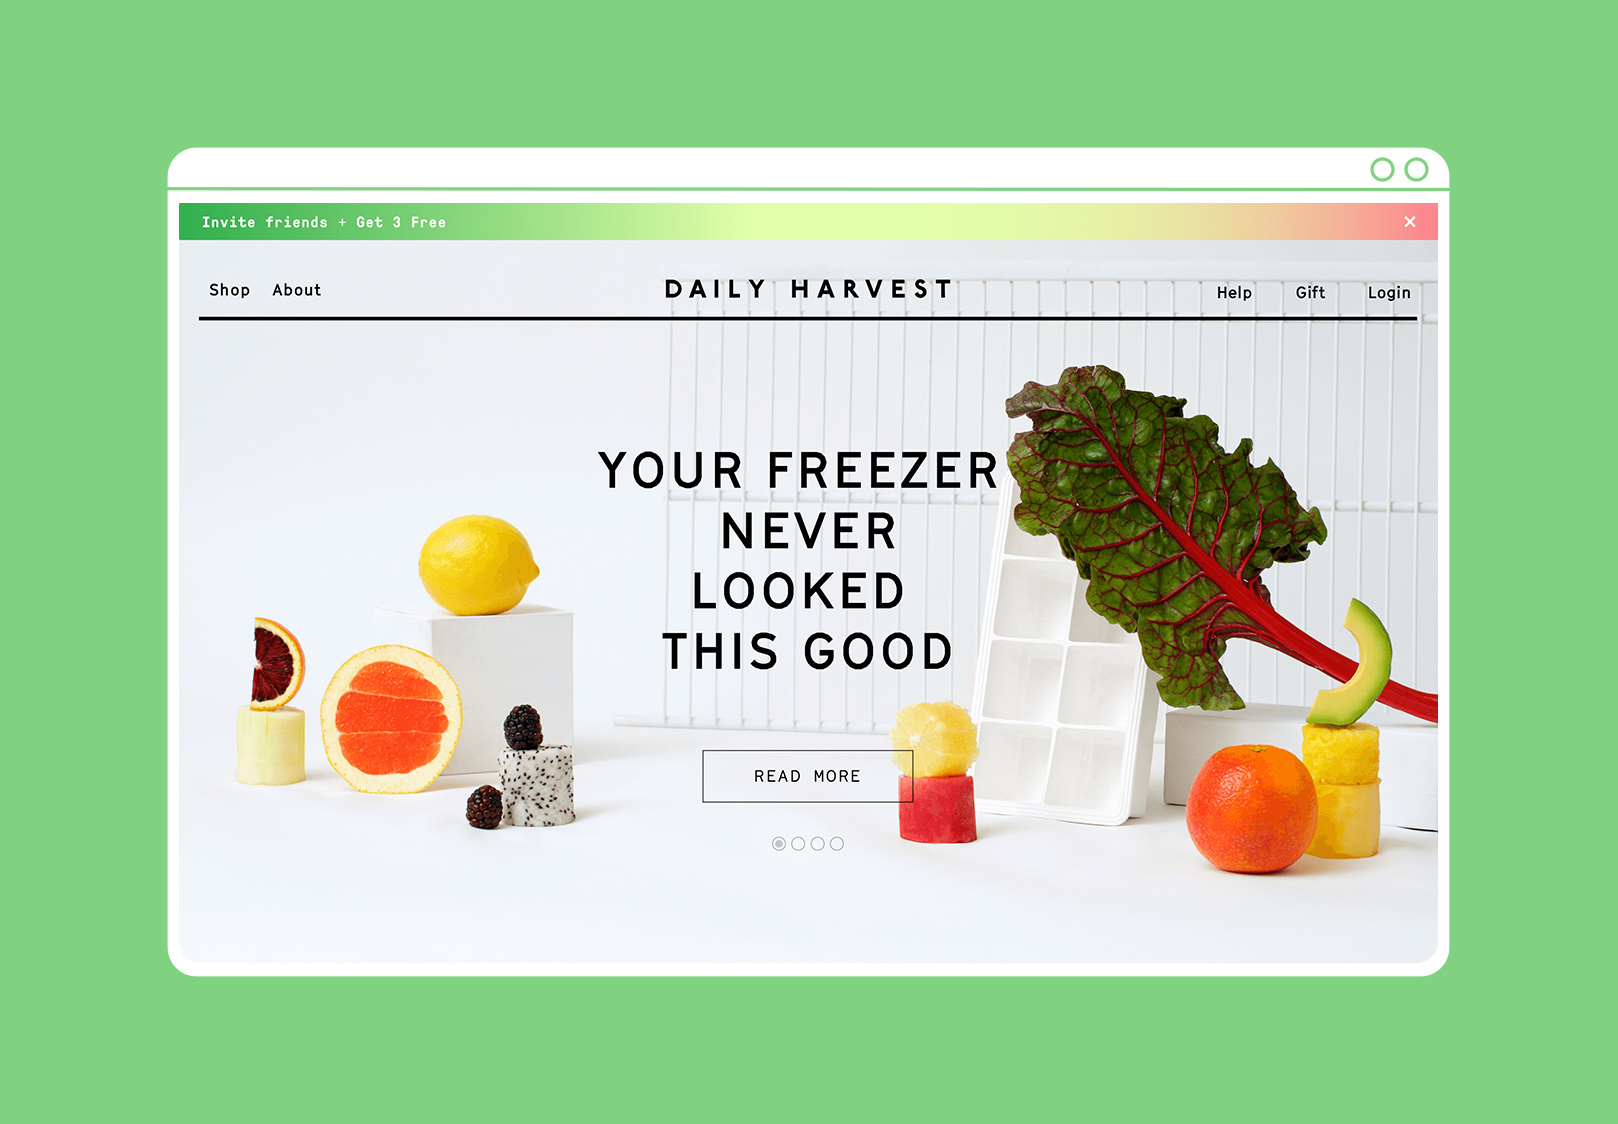 Invite friends + Get 3 Free
Shop About DAILY HARVEST Help Gift Login
YOUR FREEZER
NEVER
LOOKED
THIS GOOD
READ MORE